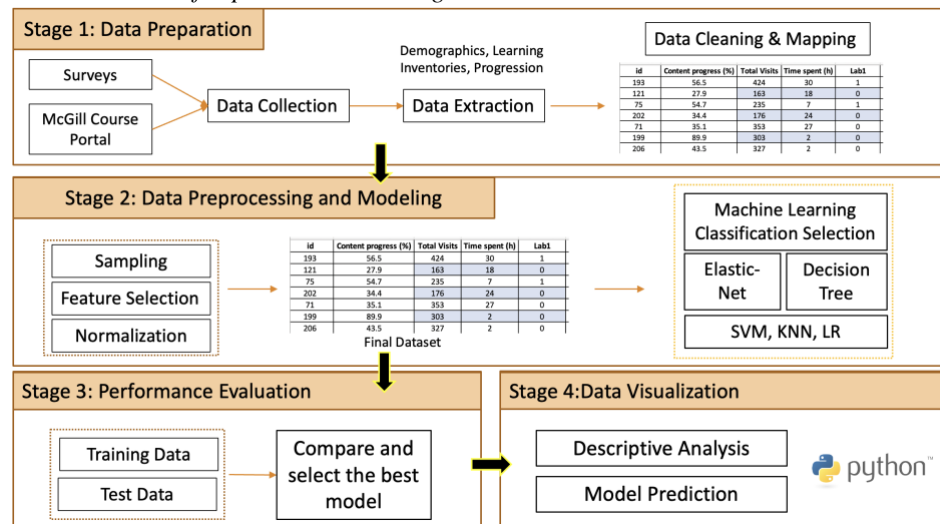 Stage 1: Data Preparation
Surveys
McGill Course
Portal
Data Collection
Demographics, Learning
Inventories, Progression
Data Extraction
Data Cleaning & Mapping
id Content progress (%) Total Visits Time spent (h) Lab1
193 56.5 424 30 1
121 27.9 163 18 0
75 54.7 235 7 1
202 34.4 176 24 0
71 35.1 353 27 0
199 89.9 303 2 0
206 43.5 327 2 0
Stage 2: Data Preprocessing and Modeling
Sampling
Feature Selection
Normalization
id Content progress (%) Total Visits Time spent (h) Lab1
193 56.5 424 30 1
121 27.9 163 18 0
75 54.7 235 7 1
202 34.4 176 24 0
71 35.1 353 27 0
199 89.9 303 2 0
206 43.5 327 2 0
Final Dataset
Machine Learning
Classification Selection
Elastic-
Net
Decision
Tree
SVM, KNN, LR
Stage 3: Performance Evaluation
Training Data
Test Data
Compare and
select the best
model
Stage 4:Data Visualization
Descriptive Analysis
Model Prediction
python™